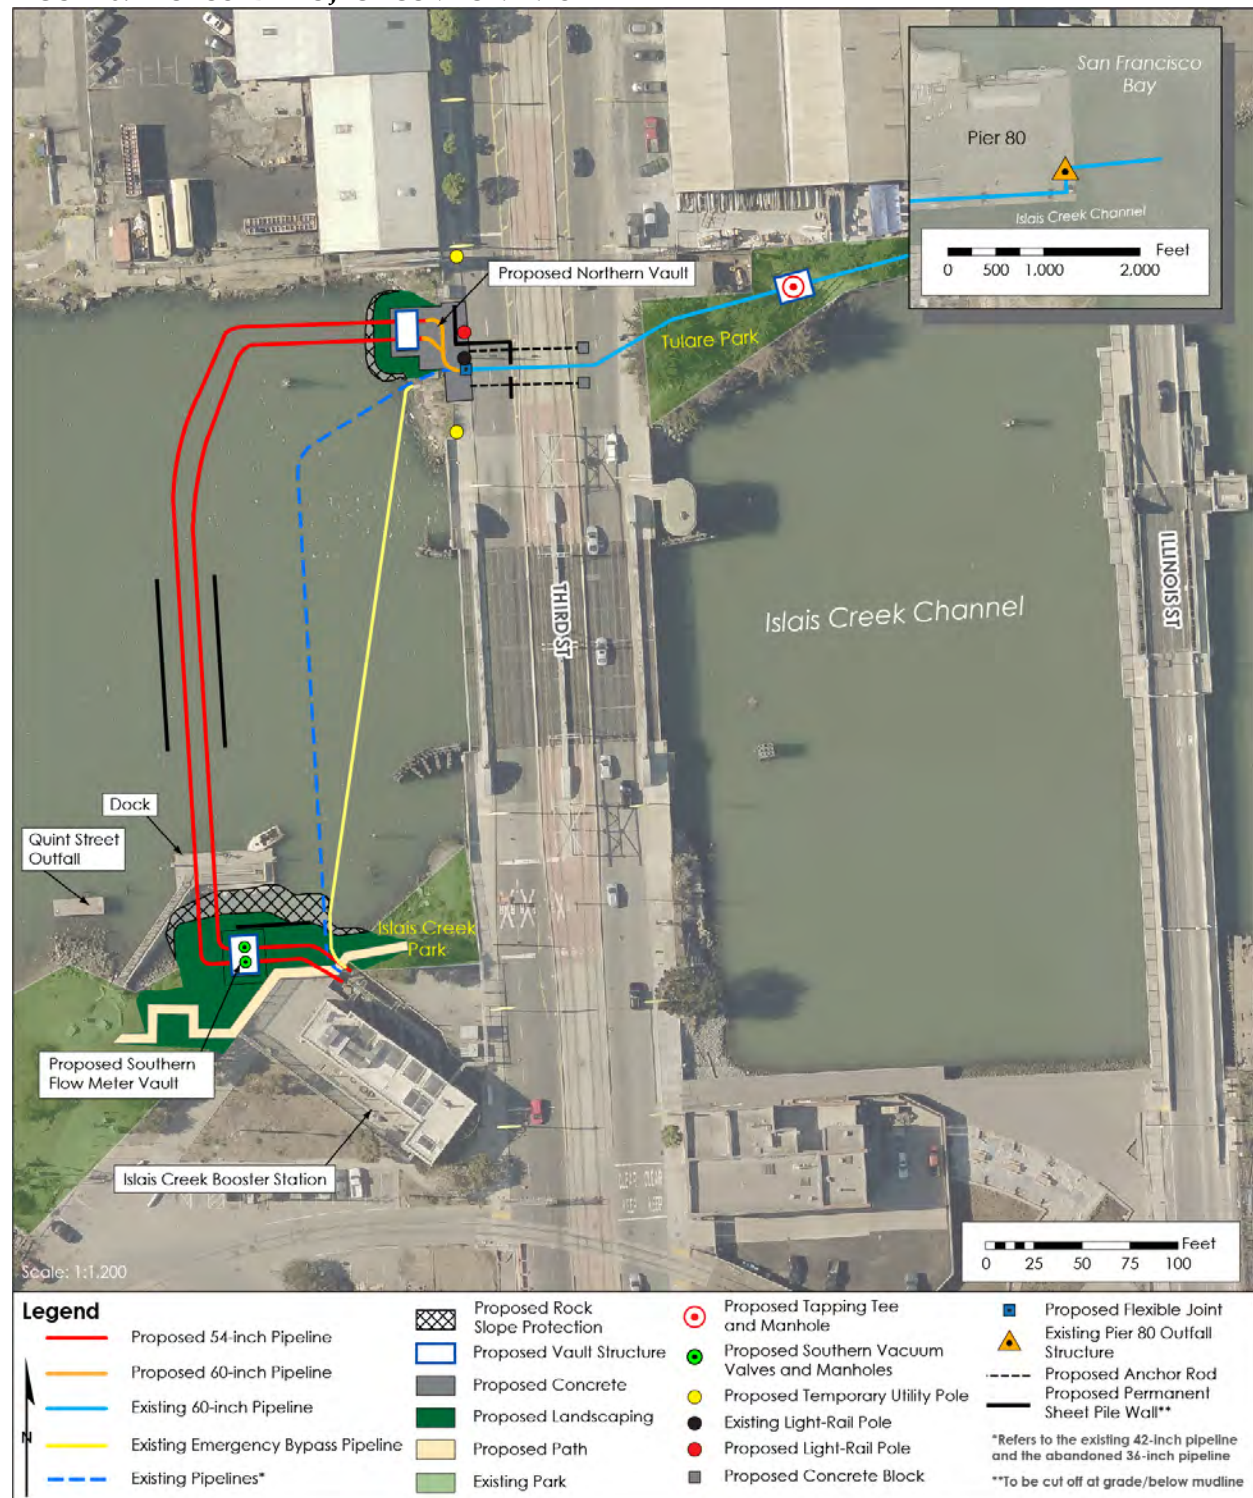 San Francisco
Bay
Pier 80
Islais Creek Channel
Feet
0 500 1,000 2,000
Proposed Northern Vault
Tulare Park
THIRD ST
ILLINOIS ST
Islais Creek Channel
Dock
Quint Street
Outfall
Islais Creek
Park
Proposed Southern
Flow Meter Vault
Islais Creek Booster Station
CLEAR
KEEP
KEEP
Feet
0 25 50 75 100
Scale: 1:1,200
Legend
Proposed 54-inch Pipeline
Proposed 60-inch Pipeline
Existing 60-inch Pipeline
Existing Emergency Bypass Pipeline
Existing Pipelines*
N
Proposed Rock
Slope Protection
Proposed Vault Structure
Proposed Concrete
Proposed Landscaping
Proposed Path
Existing Park
Proposed Tapping Tee
and Manhole
Proposed Southern Vacuum
Valves and Manholes
Proposed Temporary Utility Pole
Existing Light-Rail Pole
Proposed Light-Rail Pole
Proposed Concrete Block
Proposed Flexible Joint
Existing Pier 80 Outfall
Structure
Proposed Anchor Rod
Proposed Permanent
Sheet Pile Wall**
*Refers to the existing 42-inch pipeline
and the abandoned 36-inch pipeline
**To be cut off at grade/below mudline